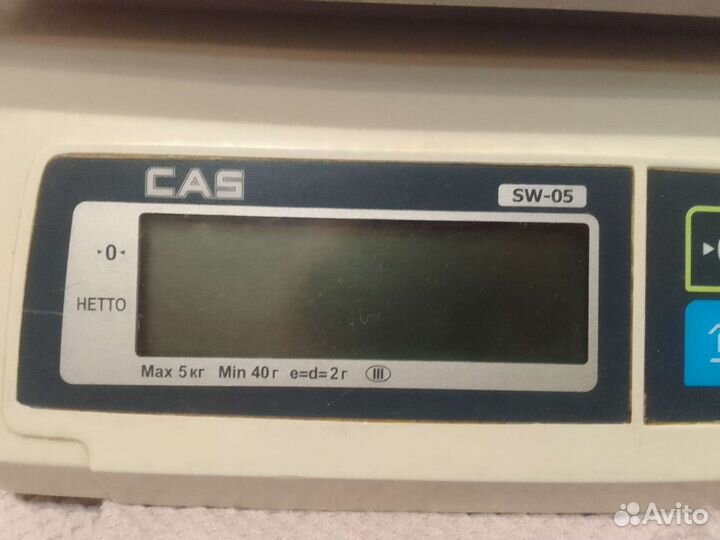 CAS
SW-05
▸0◂
НЕТТО
Max 5кг Min 40г e=d=2г III
Avito